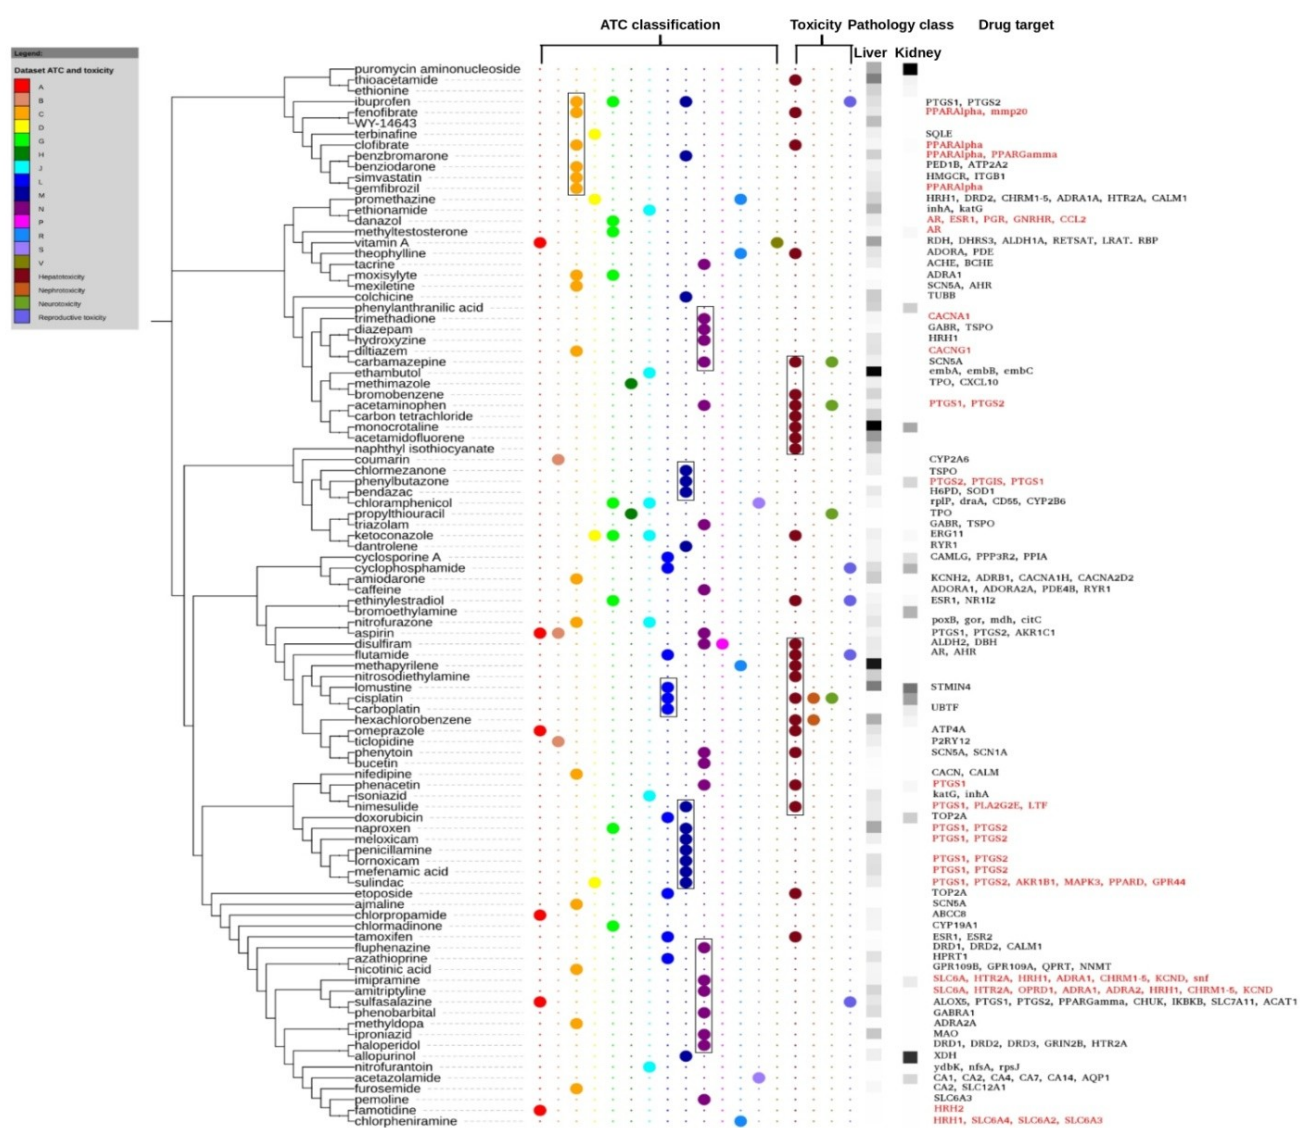 ATC classification Toxicity Pathology class Drug target
Liver Kidney
Legend:
Dataset ATC and toxicity
A
B
C
D
G
H
J
L
M
N
P
R
S
V
Hepatotoxicity
Nephrotoxicity
Neurotoxicity
Reproductive toxicity
puromycin aminonucleoside
thioacetamide
ethionine
ibuprofen PTGS1, PTGS2
fenofibrate PPARAlpha, mmp20
WY-14643
terbinafine SQLE
clofibrate PPARAlpha
benzbromarone PPARAlpha, PPARGamma
benziodarone PED1B, ATP2A2
simvastatin HMGCR, ITGB1
gemfibrozil PPARAlpha
promethazine HRH1, DRD2, CHRM1-5, ADRA1A, HTR2A, CALM1
ethionamide inhA, katG
danazol AR, ESR1, PGR, GNRHR, CCL2
methyltestosterone AR
vitamin A RDH, DHRS3, ALDH1A, RETSAT, LRAT. RBP
theophylline ADORA, PDE
tacrine ACHE, BCHE
moxisylyte ADRA1
mexiletine SCN5A, AHR
colchicine TUBB
phenylanthranilic acid
trimethadione CACNA1
diazepam GABR, TSPO
hydroxyzine HRH1
diltiazem CACNG1
carbamazepine SCN5A
ethambutol embA, embB, embC
methimazole TPO, CXCL10
bromobenzene
acetaminophen PTGS1, PTGS2
carbon tetrachloride
monocrotaline
acetamidofluorene
naphthyl isothiocyanate
coumarin CYP2A6
chlormezanone TSPO
phenylbutazone PTGS2, PTGIS, PTGS1
bendazac H6PD, SOD1
chloramphenicol rplP, draA, CD55, CYP2B6
propylthiouracil TPO
triazolam GABR, TSPO
ketoconazole ERG11
dantrolene RYR1
cyclosporine A CAMLG, PPP3R2, PPIA
cyclophosphamide
amiodarone KCNH2, ADRB1, CACNA1H, CACNA2D2
caffeine ADORA1, ADORA2A, PDE4B, RYR1
ethinylestradiol ESR1, NR1I2
bromoethylamine
nitrofurazone poxB, gor, mdh, citC
aspirin PTGS1, PTGS2, AKR1C1
disulfiram ALDH2, DBH
flutamide AR, AHR
methapyrilene
nitrosodiethylamine
lomustine STMIN4
cisplatin
carboplatin UBTF
hexachlorobenzene
omeprazole ATP4A
ticlopidine P2RY12
phenytoin SCN5A, SCN1A
bucetin
nifedipine CACN, CALM
phenacetin PTGS1
isoniazid katG, inhA
nimesulide PTGS1, PLA2G2E, LTF
doxorubicin TOP2A
naproxen PTGS1, PTGS2
meloxicam PTGS1, PTGS2
penicillamine
lornoxicam PTGS1, PTGS2
mefenamic acid PTGS1, PTGS2
sulindac PTGS1, PTGS2, AKR1B1, MAPK3, PPARD, GPR44
etoposide TOP2A
ajmaline SCN5A
chlorpropamide ABCC8
chlormadinone CYP19A1
tamoxifen ESR1, ESR2
fluphenazine DRD1, DRD2, CALM1
azathioprine HPRT1
nicotinic acid GPR109B, GPR109A, QPRT, NNMT
imipramine SLC6A, HTR2A, HRH1, ADRA1, CHRM1-5, KCND, snf
amitriptyline SLC6A, HTR2A, OPRD1, ADRA1, ADRA2, HRH1, CHRM1-5, KCND
sulfasalazine ALOX5, PTGS1, PTGS2, PPARGamma, CHUK, IKBKB, SLC7A11, ACAT1
phenobarbital GABRA1
methyldopa ADRA2A
iproniazid MAO
haloperidol DRD1, DRD2, DRD3, GRIN2B, HTR2A
allopurinol XDH
nitrofurantoin ydbK, nfsA, rpsJ
acetazolamide CA1, CA2, CA4, CA7, CA14, AQP1
furosemide CA2, SLC12A1
pemoline SLC6A3
famotidine HRH2
chlorpheniramine HRH1, SLC6A4, SLC6A2, SLC6A3